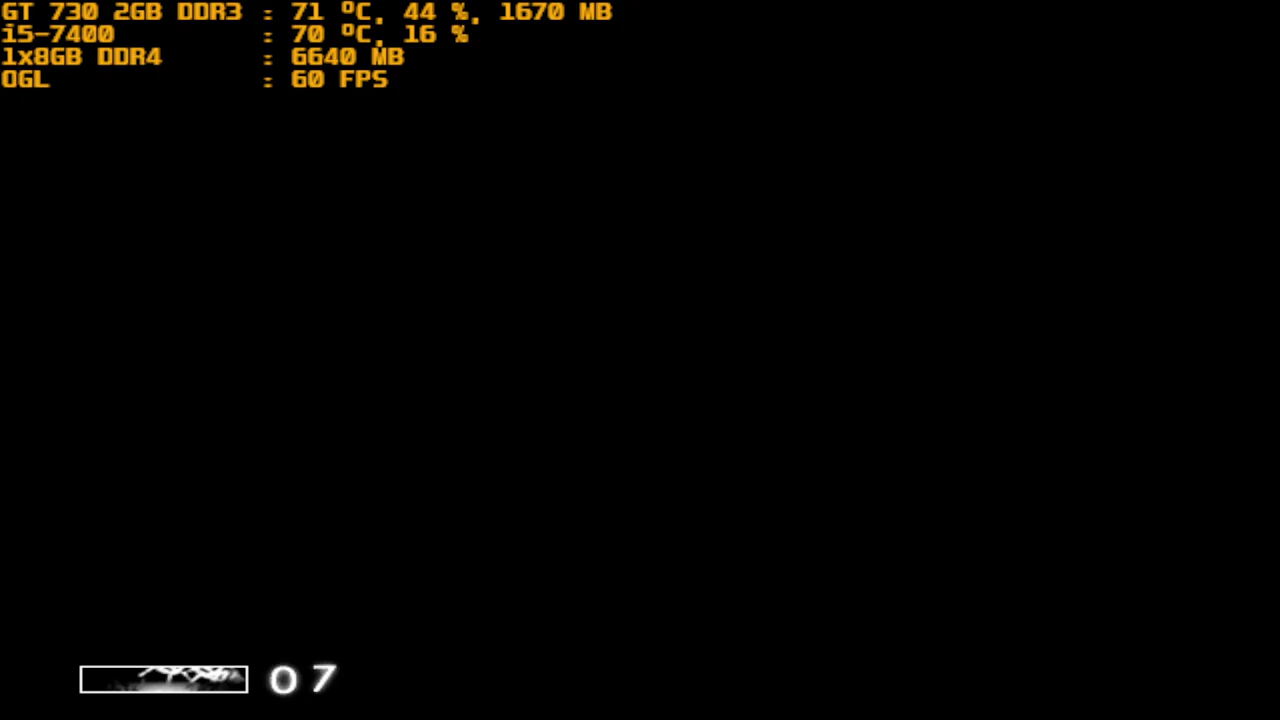 GT 730 2GB DDR3 : 71 ºC, 44 %, 1670 MB
i5-7400 : 70 ºC, 16 %
1x8GB DDR4 : 6640 MB
OGL : 60 FPS
07